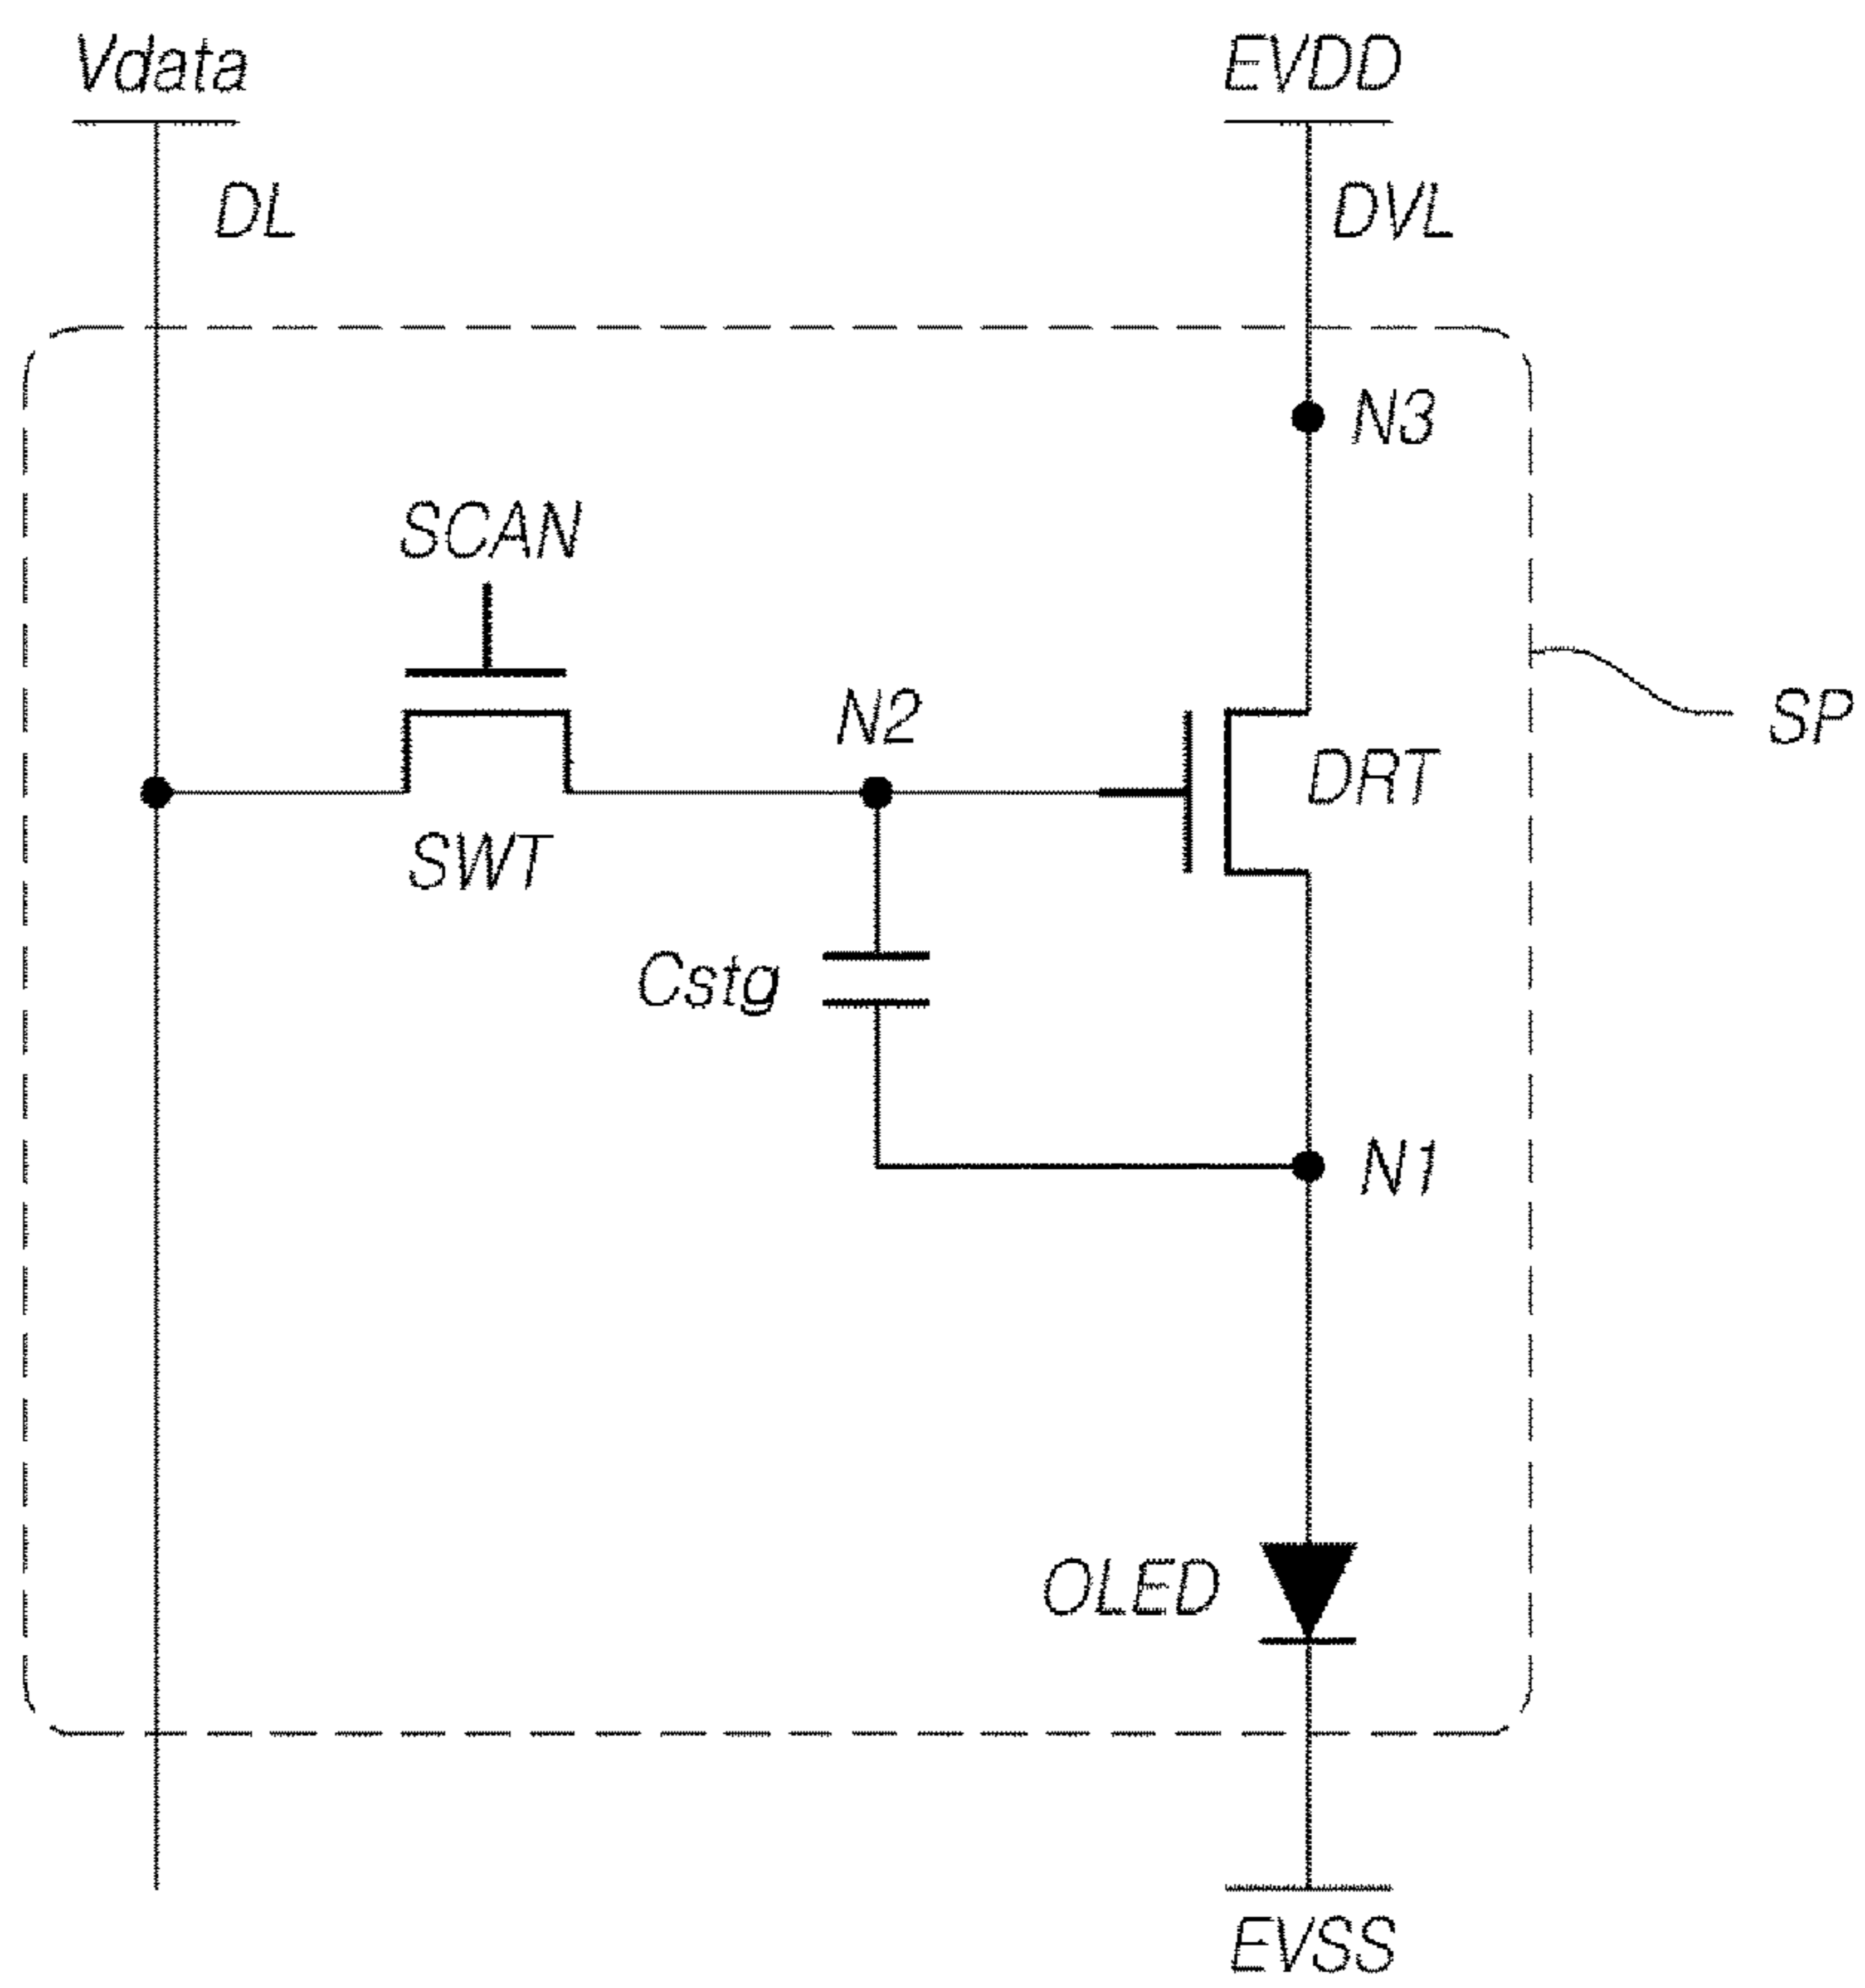 Vdata
EVDD
DL
DVL
N3
SCAN
N2
SP
DRT
SWT
Cstg
N1
OLED
EVSS